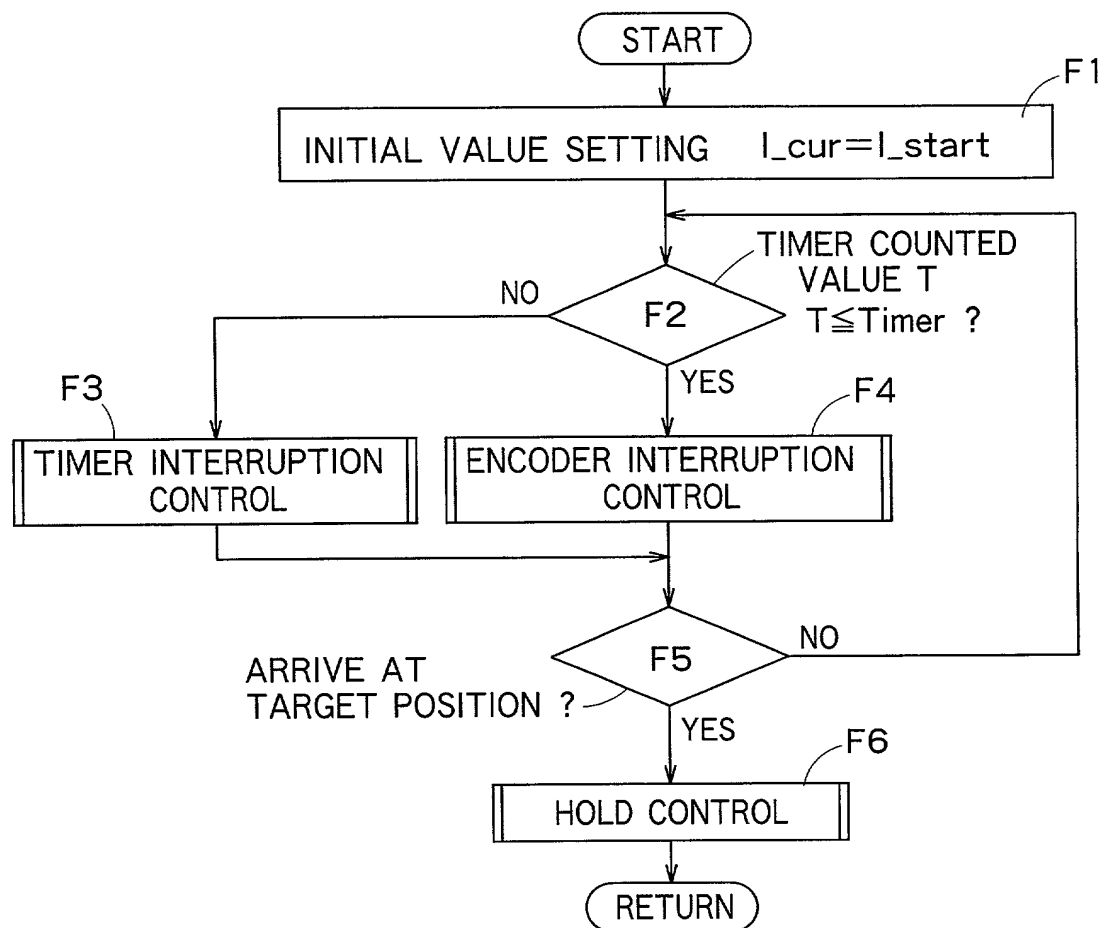 START
F1
INITIAL VALUE SETTING I_cur=I_start
TIMER COUNTED
VALUE T
T≦Timer ?
NO
F2
YES
F3
F4
TIMER INTERRUPTION
CONTROL
ENCODER INTERRUPTION
CONTROL
F5
NO
ARRIVE AT
TARGET POSITION ?
YES
F6
HOLD CONTROL
RETURN